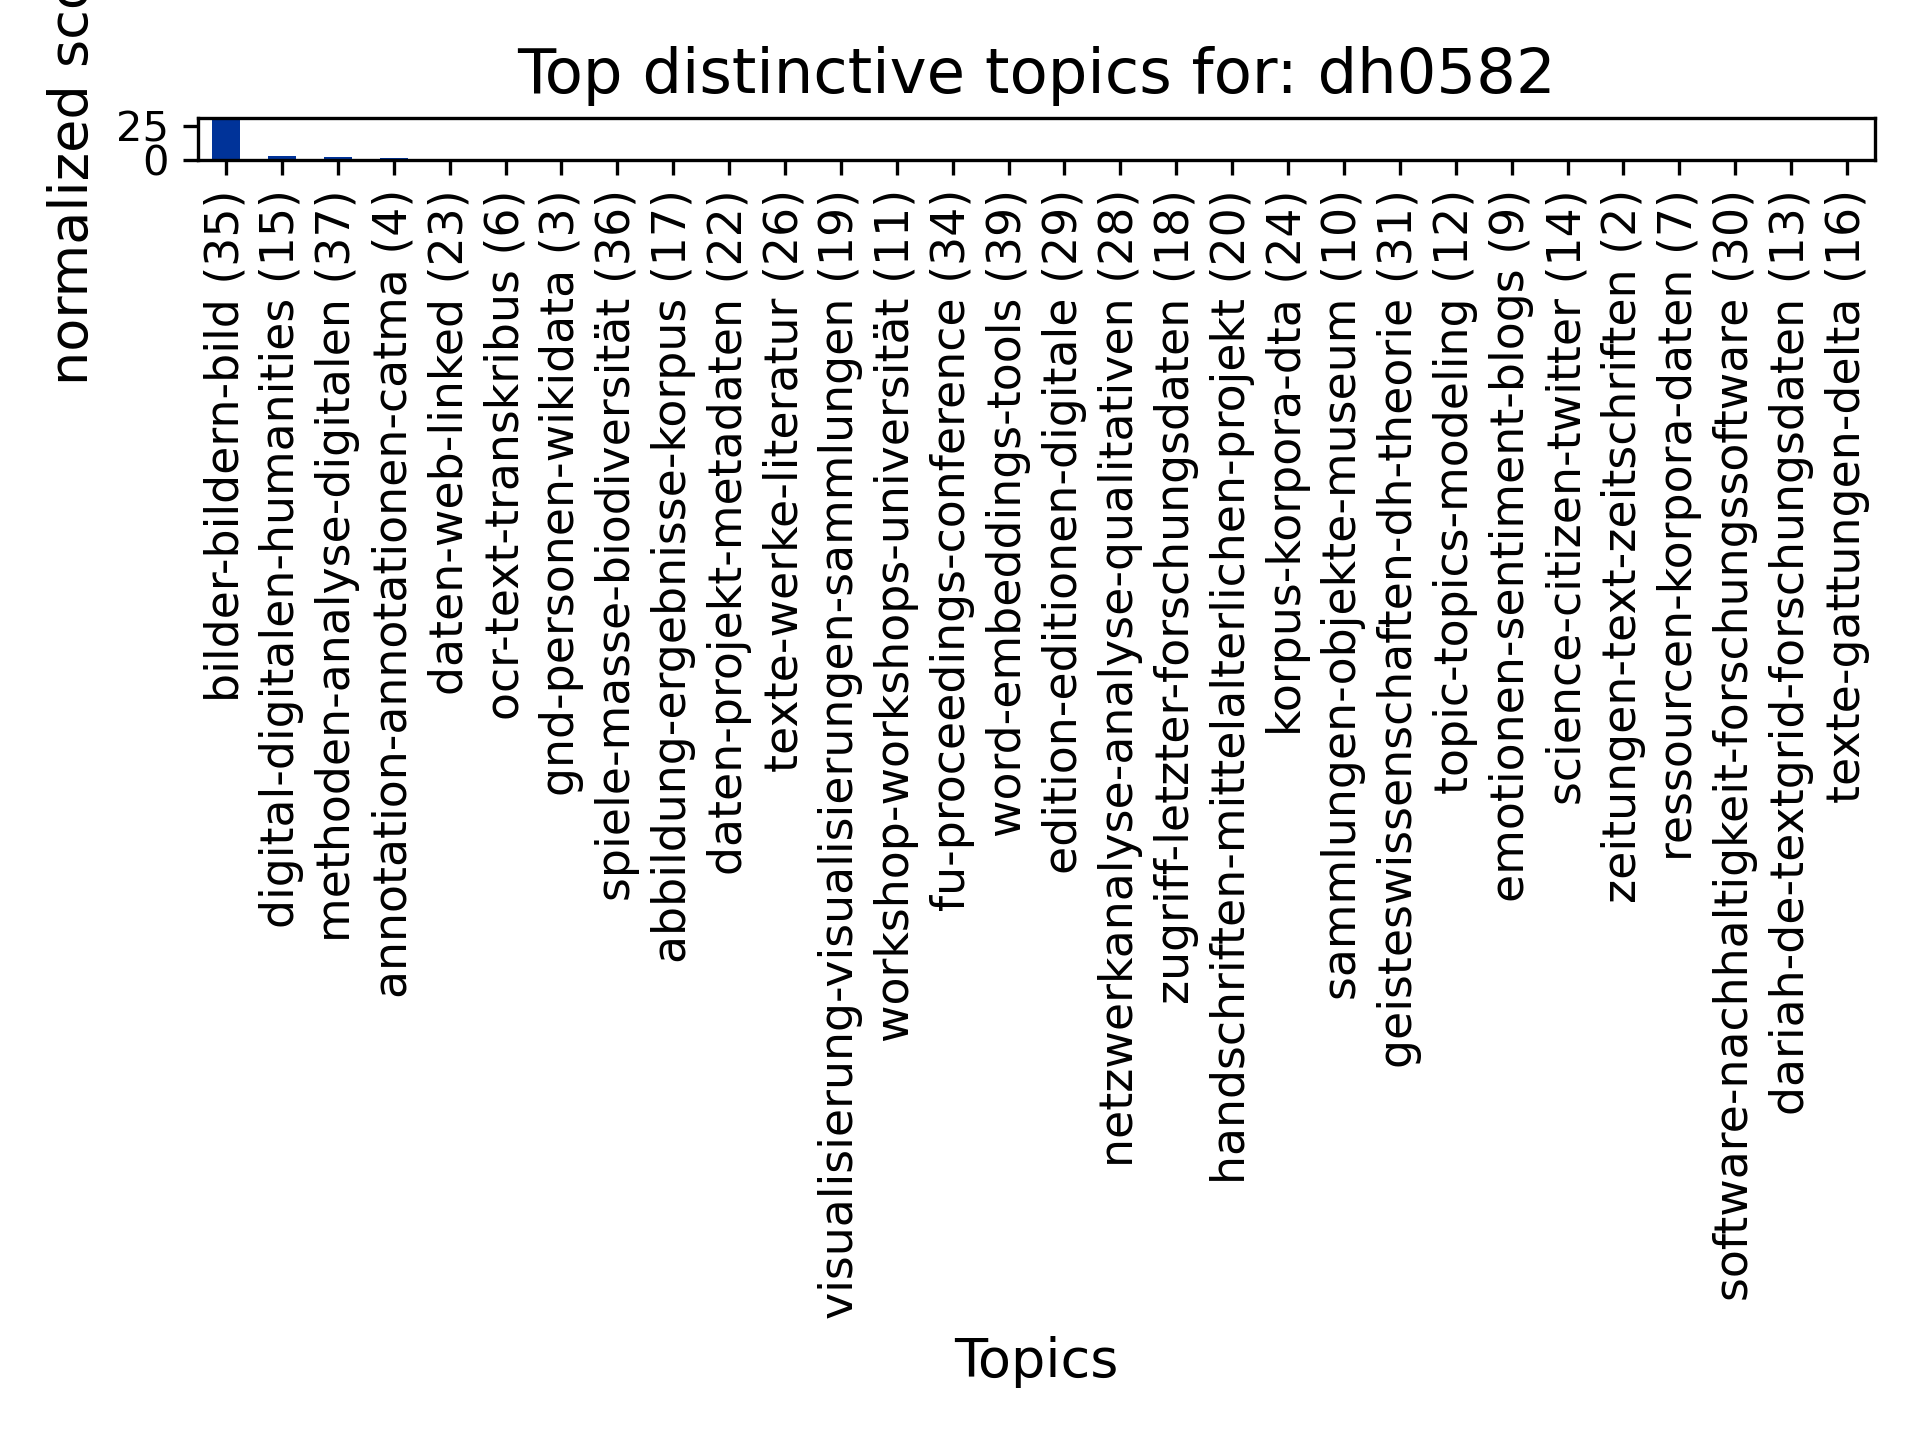 Top distinctive topics for: dh0582
normalized sco
25
0
bilder-bildern-bild (35)
digital-digitalen-humanities (15)
methoden-analyse-digitalen (37)
annotation-annotationen-catma (4)
daten-web-linked (23)
ocr-text-transkribus (6)
gnd-personen-wikidata (3)
spiele-masse-biodiversität (36)
abbildung-ergebnisse-korpus (17)
daten-projekt-metadaten (22)
texte-werke-literatur (26)
visualisierung-visualisierungen-sammlungen (19)
workshop-workshops-universität (11)
fu-proceedings-conference (34)
word-embeddings-tools (39)
edition-editionen-digitale (29)
netzwerkanalyse-analyse-qualitativen (28)
zugriff-letzter-forschungsdaten (18)
handschriften-mittelalterlichen-projekt (20)
korpus-korpora-dta (24)
sammlungen-objekte-museum (10)
geisteswissenschaften-dh-theorie (31)
topic-topics-modeling (12)
emotionen-sentiment-blogs (9)
science-citizen-twitter (14)
zeitungen-text-zeitschriften (2)
ressourcen-korpora-daten (7)
software-nachhaltigkeit-forschungssoftware (30)
dariah-de-textgrid-forschungsdaten (13)
texte-gattungen-delta (16)
Topics